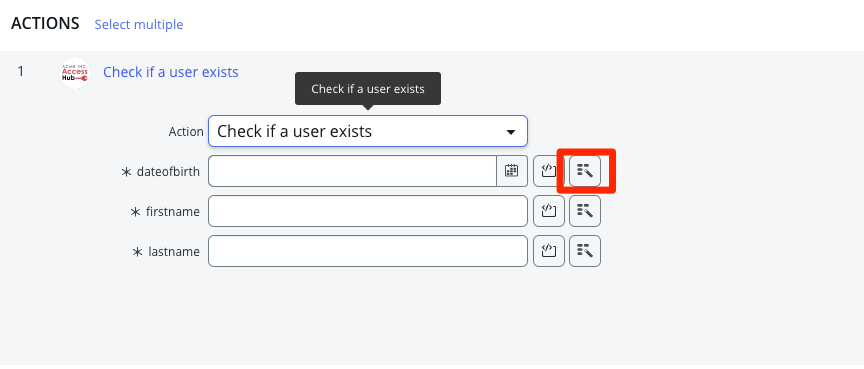 ACTIONS Select multiple
1 ACME INC. Access Hub Check if a user exists
Check if a user exists
Action Check if a user exists
* dateofbirth
* firstname
* lastname